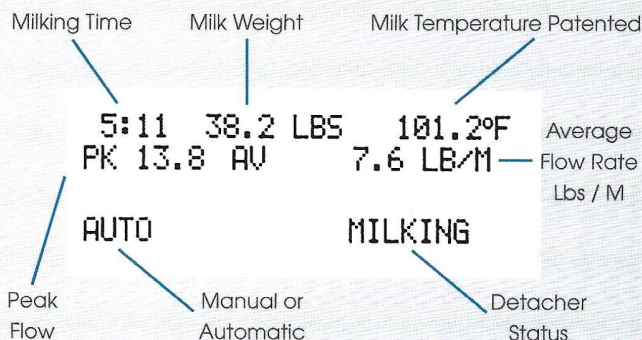 Milking Time Milk Weight Milk Temperature Patented
5:11 38.2 LBS 101.2ºF
PK 13.8 AV 7.6 LB/M
Average
Flow Rate
Lbs / M
AUTO MILKING
Peak
Flow
Manual or
Automatic
Detacher
Status